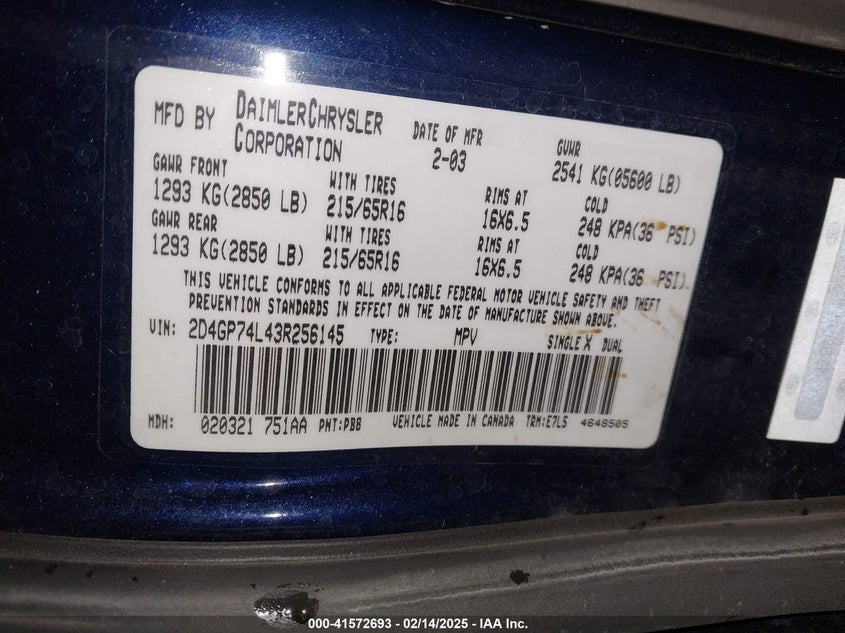 MFD BY DAIMLERCHRYSLER CORPORATION DATE OF MFR 2-03 GVWR 2541 KG(05600 LB)
GAWR FRONT WITH TIRES RIMS AT COLD
1293 KG(2850 LB) 215/65R16 16X6.5 248 KPA(36 PSI)
GAWR REAR WITH TIRES RIMS AT COLD
1293 KG(2850 LB) 215/65R16 16X6.5 248 KPA(36 PSI)
THIS VEHICLE CONFORMS TO ALL APPLICABLE FEDERAL MOTOR VEHICLE SAFETY AND THEFT
PREVENTION STANDARDS IN EFFECT ON THE DATE OF MANUFACTURE SHOWN ABOVE.
VIN: 2D4GP74L43R256145 TYPE: MPV SINGLE X DUAL
MDH: 020321 751AA PNT:PB8 VEHICLE MADE IN CANADA TRM:E7L5 4648505
000-41572693 - 02/14/2025 - IAA Inc.